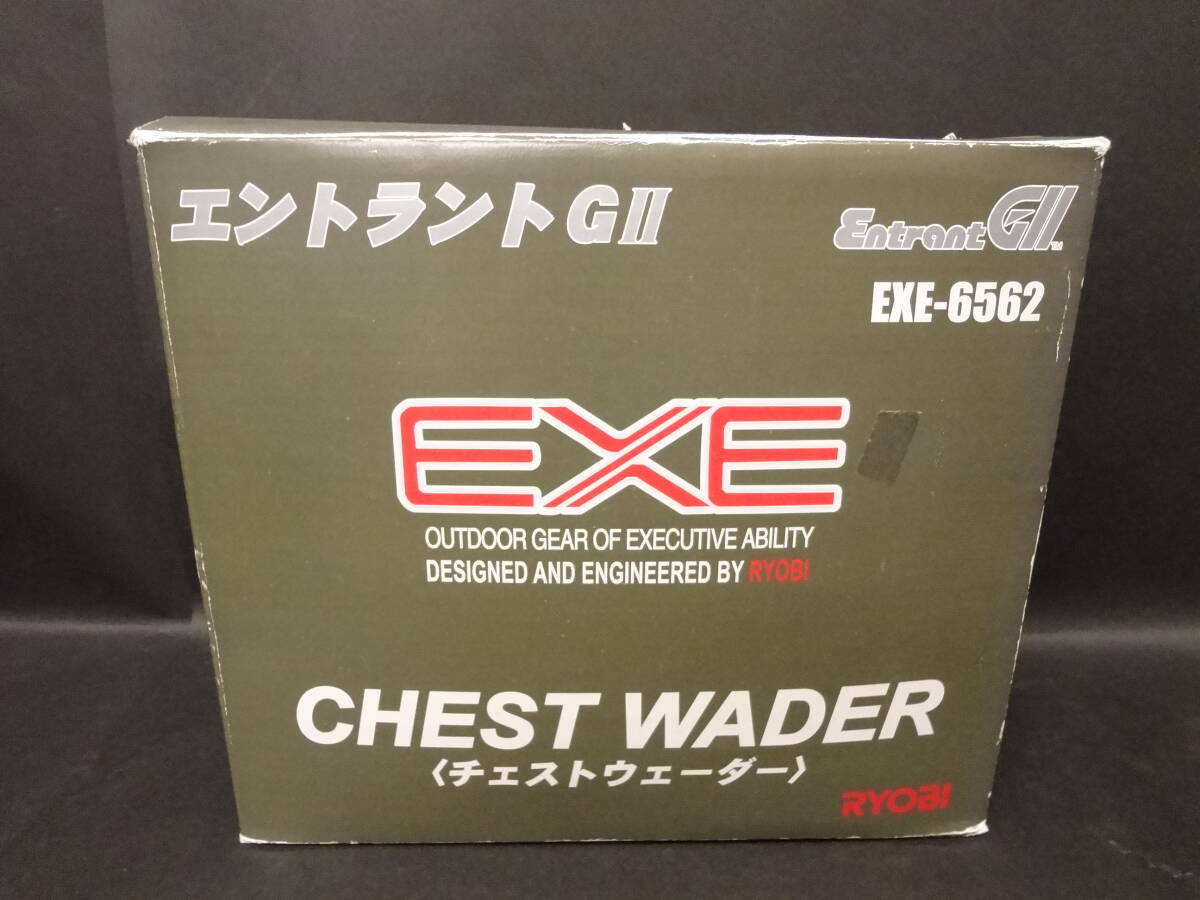 エントラントGII
Entrant GII™
EXE-6562
EXE
OUTDOOR GEAR OF EXECUTIVE ABILITY
DESIGNED AND ENGINEERED BY RYOBI
CHEST WADER
〈チェストウェーダー〉
RYOBI